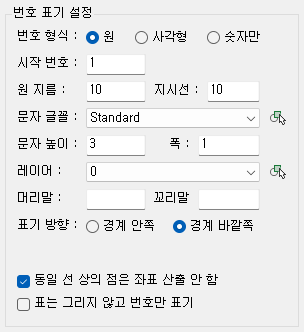 번호 표기 설정
번호 형식 : 원 사각형 숫자만
시작 번호 : 1
원 지름 : 10 지시선 : 10
문자 글꼴 : Standard
문자 높이 : 3 폭 : 1
레이어 : 0
머리말 : 꼬리말
표기 방향 : 경계 안쪽 경계 바깥쪽
동일 선 상의 점은 좌표 산출 안 함
표는 그리지 않고 번호만 표기